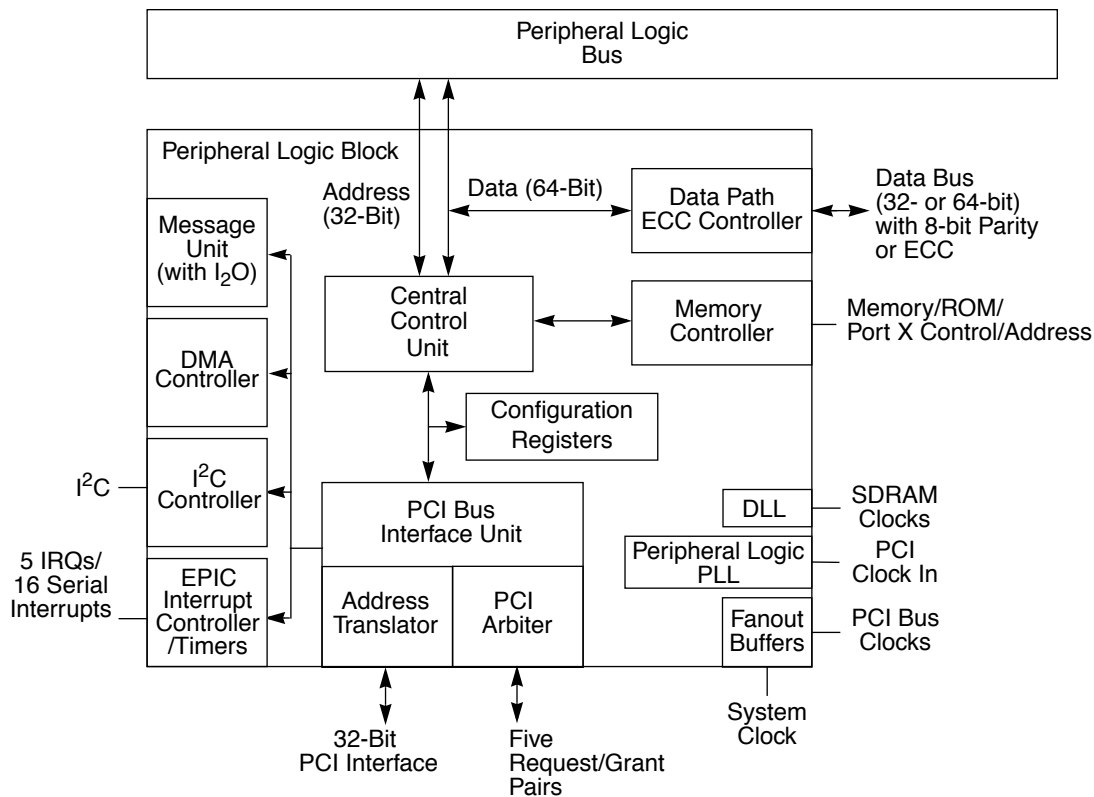 Peripheral Logic
Bus
Peripheral Logic Block
Address
(32-Bit)
Data (64-Bit)
Data Path
ECC Controller
Data Bus
(32- or 64-bit)
with 8-bit Parity
or ECC
Message
Unit
(with I2O)
Central
Control
Unit
Memory
Controller
Memory/ROM/
Port X Control/Address
DMA
Controller
Configuration
Registers
I²C
I²C
Controller
PCI Bus
Interface Unit
DLL
SDRAM
Clocks
5 IRQs/
16 Serial
Interrupts
EPIC
Interrupt
Controller
/Timers
Address
Translator
PCI
Arbiter
Peripheral Logic
PLL
PCI
Clock In
Fanout
Buffers
PCI Bus
Clocks
System
Clock
32-Bit
PCI Interface
Five
Request/Grant
Pairs